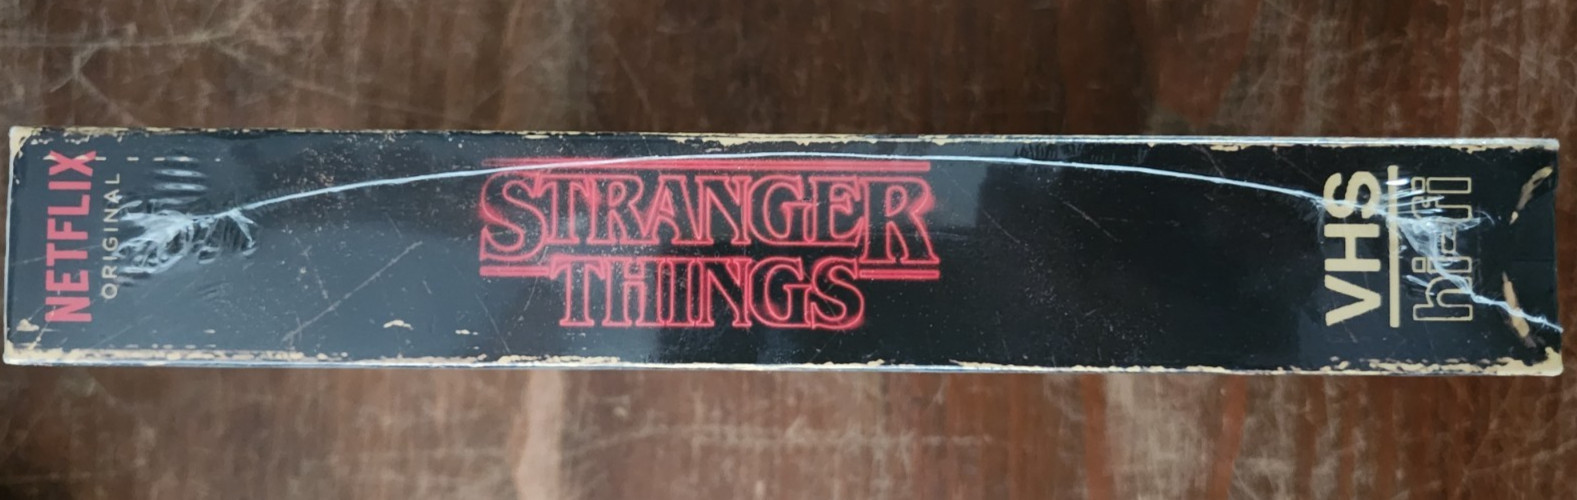 NETFLIX
ORIGINAL
STRANGER
THINGS
VHS
hi-fi